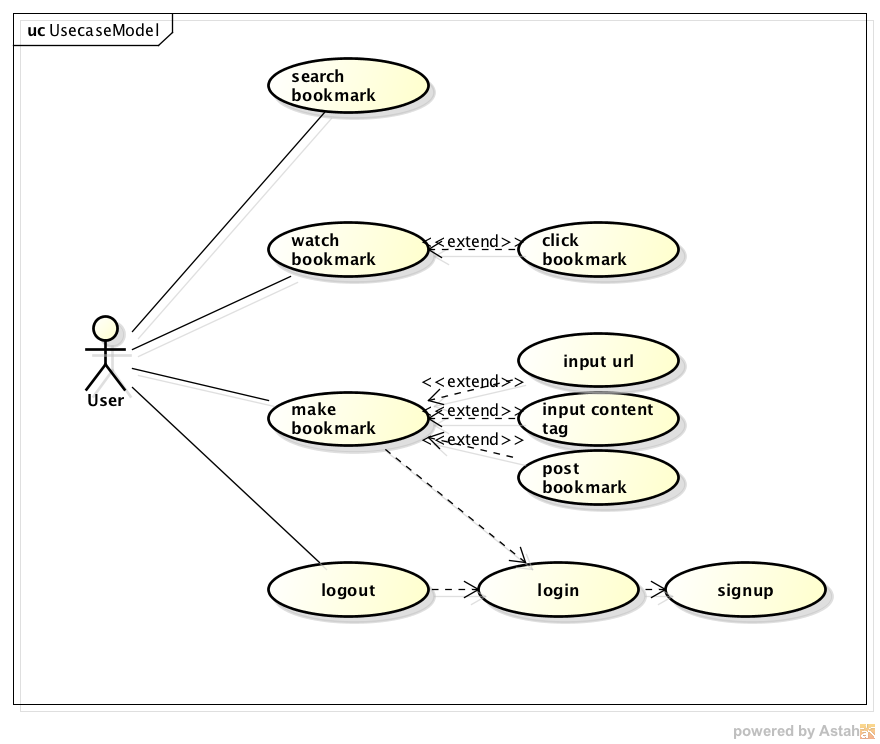 uc UsecaseModel
search
bookmark
watch
bookmark
<<extend>>
click
bookmark
User
make
bookmark
<<extend>>
input url
<<extend>>
input content
tag
<<extend>>
post
bookmark
logout
login
signup
powered by Astah